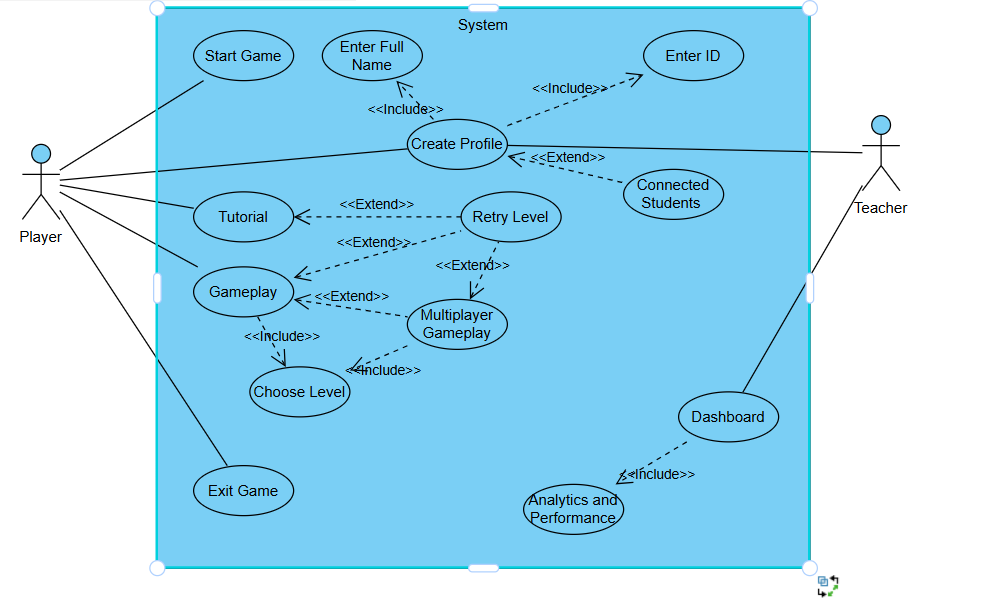 System
Start Game
Enter Full
Name
Enter ID
<<Include>>
<<Include>>
Create Profile
<<Extend>>
Connected
Students
Player
Teacher
Tutorial
<<Extend>>
Retry Level
<<Extend>>
<<Extend>>
Gameplay
<<Extend>>
Multiplayer
Gameplay
<<Include>>
<<Include>>
Choose Level
Dashboard
<<Include>>
Exit Game
Analytics and
Performance